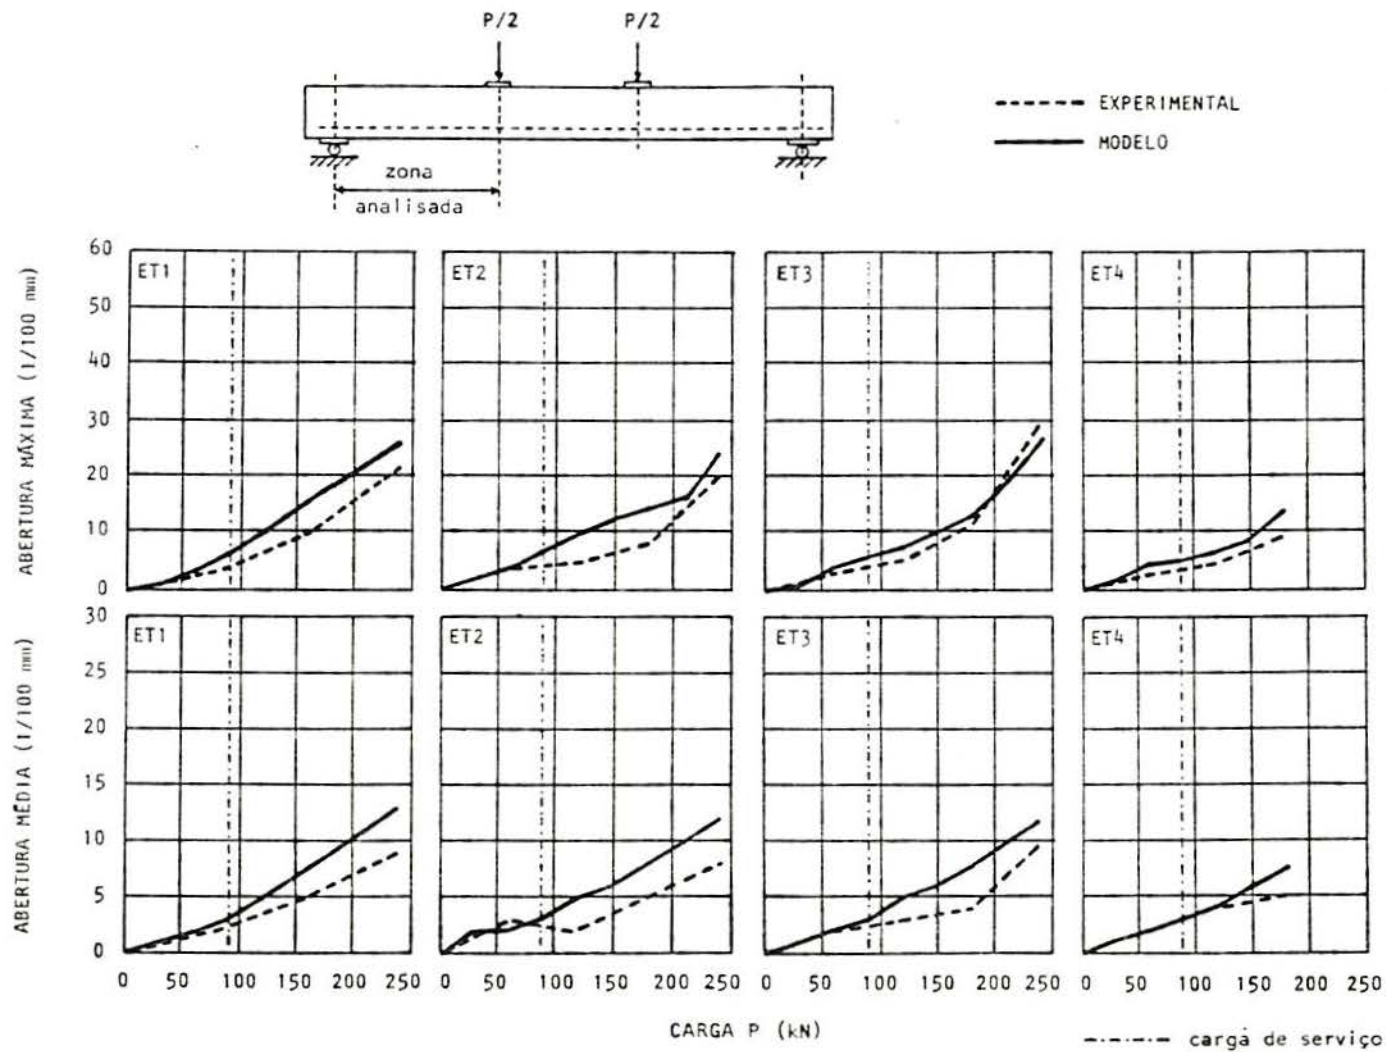 P/2 P/2
EXPERIMENTAL
MODELO
zona
analisada
ABERTURA MÁXIMA (1/100 mm)
60
50
40
30
20
10
0
ET1 ET2 ET3 ET4
ABERTURA MÉDIA (1/100 mm)
30
25
20
15
10
5
0
ET1 ET2 ET3 ET4
0 50 100 150 200 250 0 50 100 150 200 250 0 50 100 150 200 250 0 50 100 150 200 250
CARGA P (kN)
carga de serviço